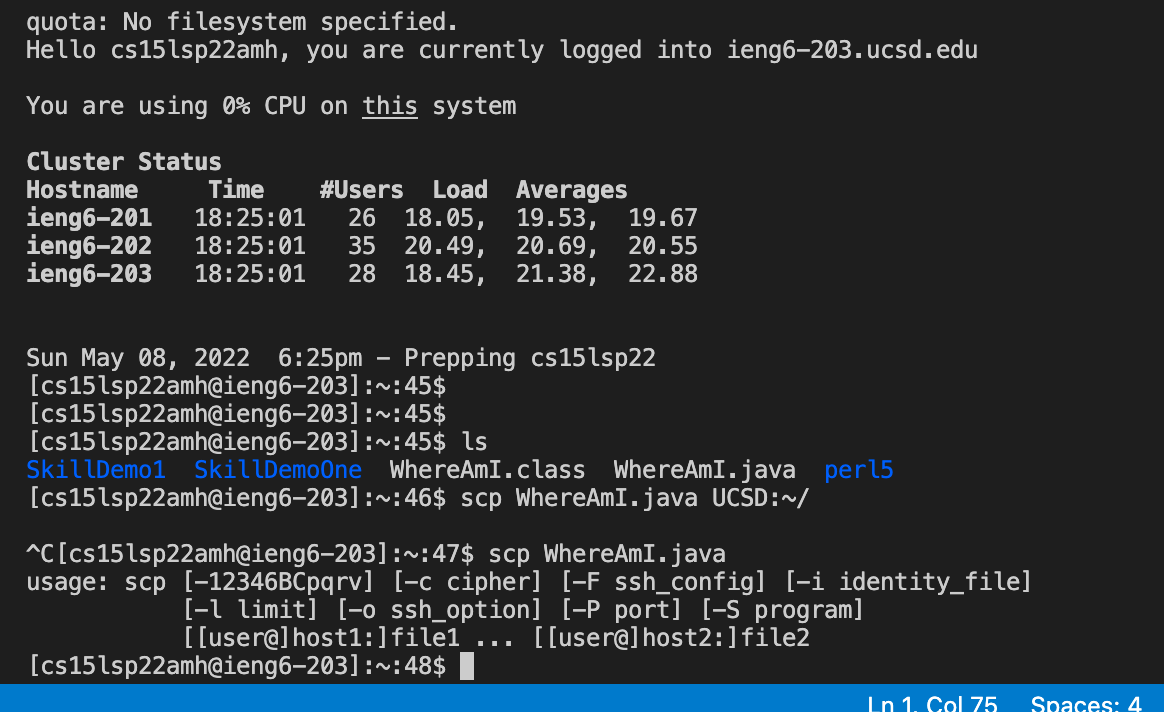 quota: No filesystem specified.
Hello cs15lsp22amh, you are currently logged into ieng6-203.ucsd.edu
You are using 0% CPU on this system
Cluster Status
Hostname     Time    #Users  Load  Averages
ieng6-201   18:25:01   26  18.05,  19.53,  19.67
ieng6-202   18:25:01   35  20.49,  20.69,  20.55
ieng6-203   18:25:01   28  18.45,  21.38,  22.88
Sun May 08, 2022  6:25pm - Prepping cs15lsp22
[cs15lsp22amh@ieng6-203]:~:45$
[cs15lsp22amh@ieng6-203]:~:45$
[cs15lsp22amh@ieng6-203]:~:45$ ls
SkillDemo1  SkillDemoOne  WhereAmI.class  WhereAmI.java  perl5
[cs15lsp22amh@ieng6-203]:~:46$ scp WhereAmI.java UCSD:~/
^C[cs15lsp22amh@ieng6-203]:~:47$ scp WhereAmI.java
usage: scp [-12346BCpqrv] [-c cipher] [-F ssh_config] [-i identity_file]
           [-l limit] [-o ssh_option] [-P port] [-S program]
           [[user@]host1:]file1 ... [[user@]host2:]file2
[cs15lsp22amh@ieng6-203]:~:48$
Ln 1, Col 75   Spaces: 4